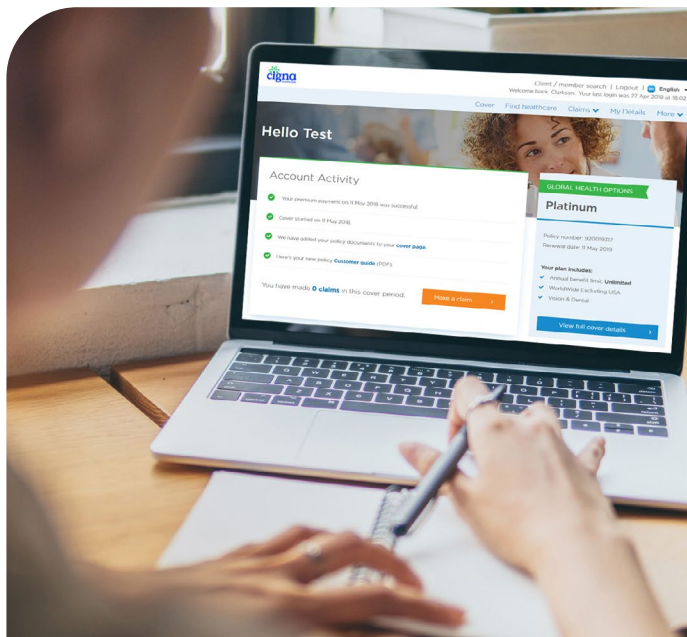 cigna
Client / member search | Logout | English
Welcome back Clarksan. Your last login was 27 Apr 2018 at 18:02
Cover Find healthcare Claims My Details More
Hello Test
Account Activity
Your premium payment on 11 May 2018 was successful.
Cover started on 11 May 2018
We have added your policy documents to your cover page.
Here's your new policy Customer guide (PDF).
You have made 0 claims in this cover period.
Make a claim
GLOBAL HEALTH OPTIONS
Platinum
Policy number:
Renewal date: 11 May 2019
Your plan includes:
Annual benefit limit: Unlimited
WorldWide Excluding USA
Vision & Dental
View full cover details